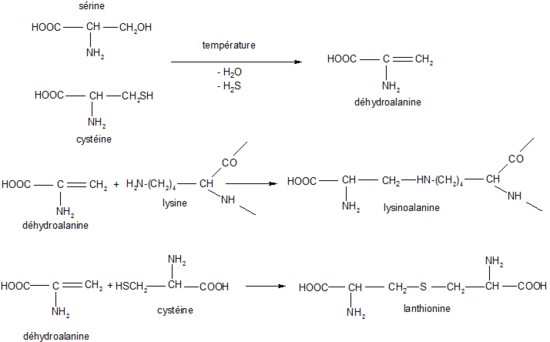 sérine
HOOC CH CH2OH
NH2
température
- H2O
- H2S
HOOC C CH2
NH2
déhydroalanine
HOOC CH CH2SH
NH2
cystéine
HOOC C CH2 + H2N-(CH2)4 CH
CO
NH
NH2
déhydroalanine
lysine
HOOC CH CH2 HN-(CH2)4 CH
CO
NH
NH2
lysinoalanine
HOOC C CH2 + HSCH2 CH COOH
NH2
NH2
déhydroalanine
cystéine
HOOC CH CH2 S CH2 CH COOH
NH2
NH2
lanthionine